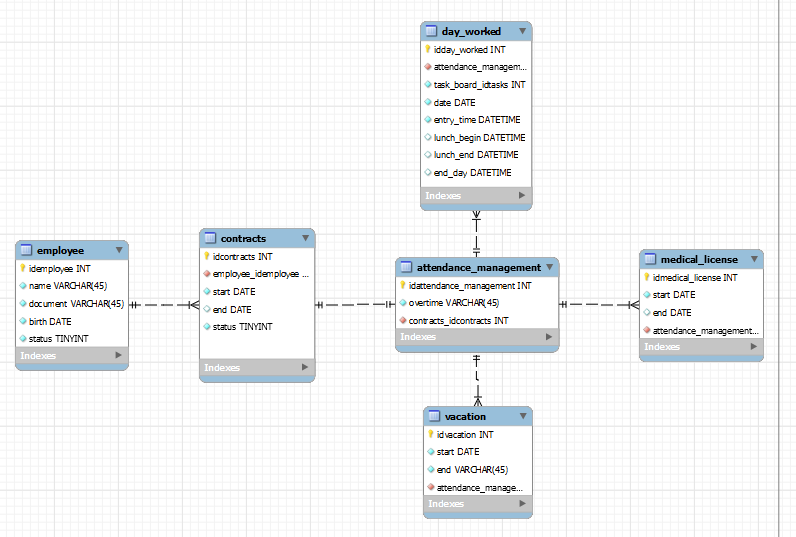 day_worked
idday_worked INT
attendance_managem...
task_board_idtasks INT
date DATE
entry_time DATETIME
lunch_begin DATETIME
lunch_end DATETIME
end_day DATETIME
Indexes
employee
idemployee INT
name VARCHAR(45)
document VARCHAR(45)
birth DATE
status TINYINT
Indexes
contracts
idcontracts INT
employee_idemployee ...
start DATE
end DATE
status TINYINT
Indexes
attendance_management
idattendance_management INT
overtime VARCHAR(45)
contracts_idcontracts INT
Indexes
medical_license
idmedical_license INT
start DATE
end DATE
attendance_management...
Indexes
vacation
idvacation INT
start DATE
end VARCHAR(45)
attendance_manage...
Indexes